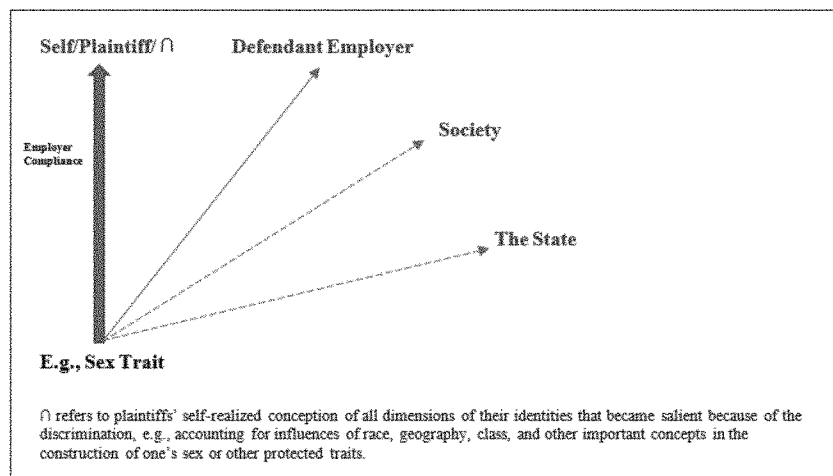 Self/Plaintiff/ ∩
Defendant Employer
Society
Employer
Compliance
The State
E.g., Sex Trait
∩ refers to plaintiffs' self-realized conception of all dimensions of their identities that became salient because of the
discrimination, e.g., accounting for influences of race, geography, class, and other important concepts in the
construction of one's sex or other protected traits.